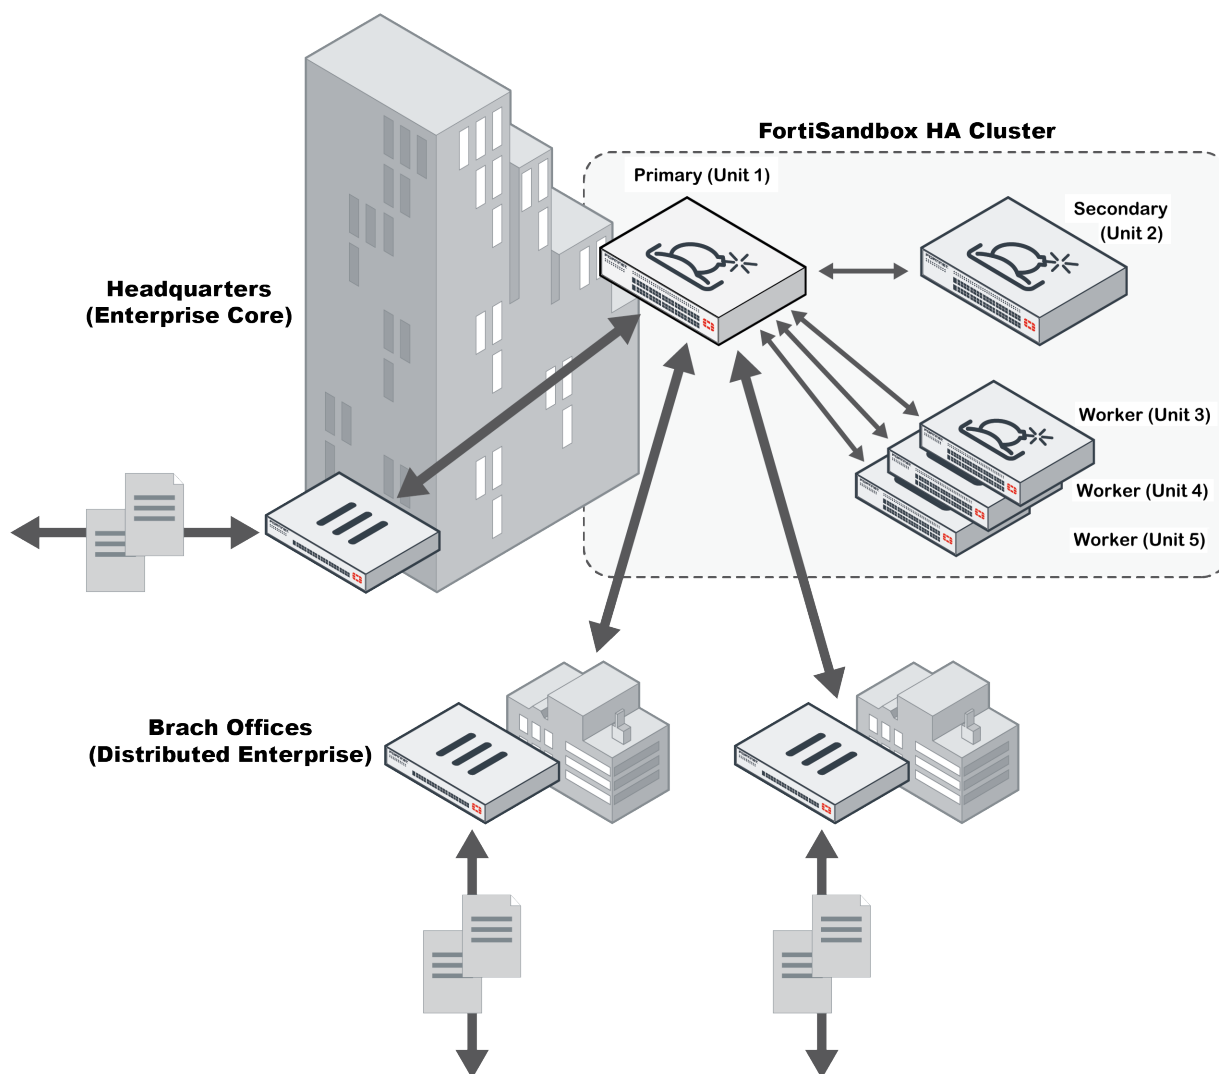 FortiSandbox HA Cluster
Primary (Unit 1)
Secondary
(Unit 2)
Headquarters
(Enterprise Core)
Worker (Unit 3)
Worker (Unit 4)
Worker (Unit 5)
Brach Offices
(Distributed Enterprise)